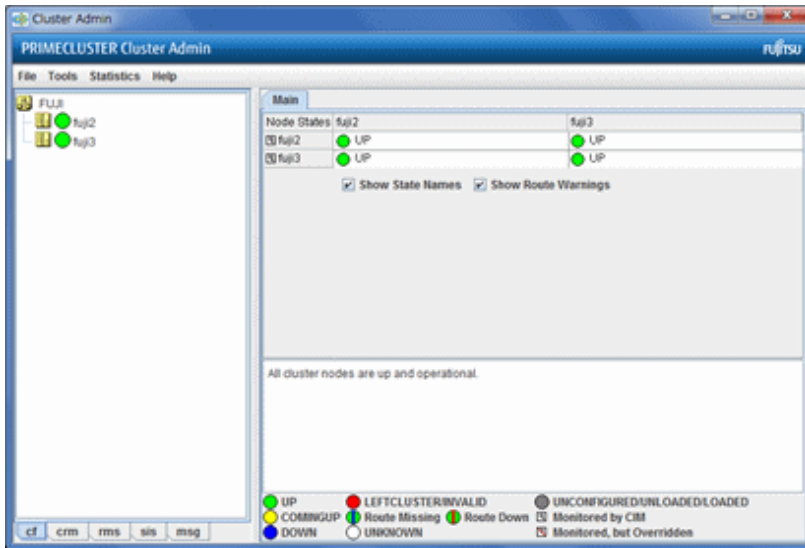 Cluster Admin
PRIMECLUSTER Cluster Admin
FUJITSU
File Tools Statistics Help
FUJI
fuji2
fuji3
Main
Node States fuji2 fuji3
fuji2 UP UP
fuji3 UP UP
Show State Names Show Route Warnings
All cluster nodes are up and operational.
UP LEFTCLUSTER/INVALID UNCONFIGURED/UNLOADED/LOADED
COMINGUP Route Missing Route Down Monitored by CIM
DOWN UNKNOWN Monitored, but Overridden
cf crm rms sis msg